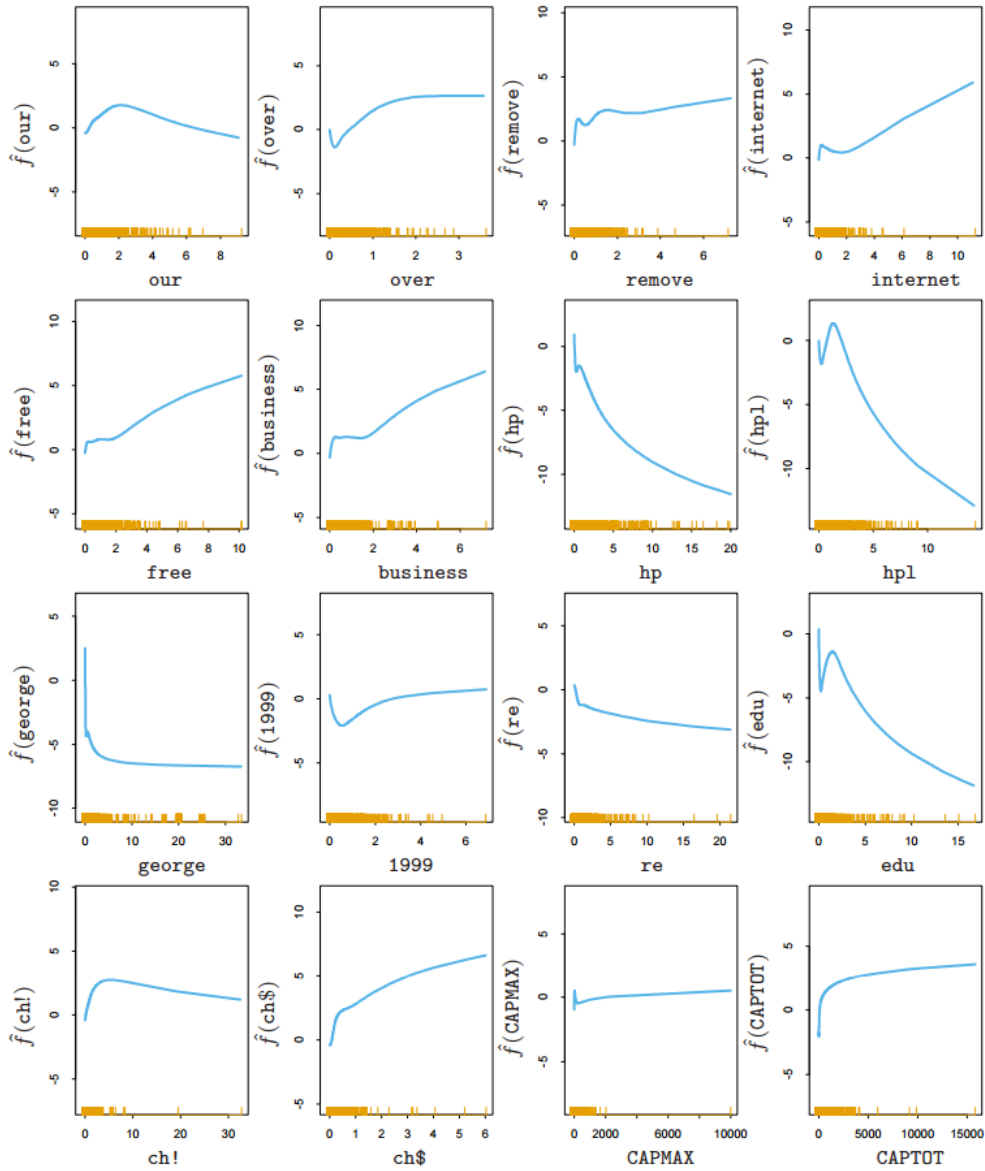 -5 0 5
f̂(our)
0 2 4 6 8
our
-5 0 5
f̂(over)
0 1 2 3
over
-5 0 5 10
f̂(remove)
0 2 4 6
remove
-5 0 5 10
f̂(internet)
0 2 4 6 8 10
internet
-5 0 5 10
f̂(free)
0 2 4 6 8 10
free
-5 0 5 10
f̂(business)
0 2 4 6
business
-10 -5 0
f̂(hp)
0 5 10 15 20
hp
-10 -5 0
f̂(hpl)
0 5 10
hpl
-10 -5 0 5
f̂(george)
0 10 20 30
george
-5 0 5
f̂(1999)
0 2 4 6
1999
-10 -5 0 5
f̂(re)
0 5 10 15 20
re
-10 -5 0
f̂(edu)
0 5 10 15
edu
-5 0 5 10
f̂(ch!)
0 10 20 30
ch!
-5 0 5 10
f̂(ch$)
0 1 2 3 4 5 6
ch$
-5 0 5
f̂(CAPMAX)
0 2000 6000 10000
CAPMAX
-5 0 5
f̂(CAPTOT)
0 5000 10000 15000
CAPTOT